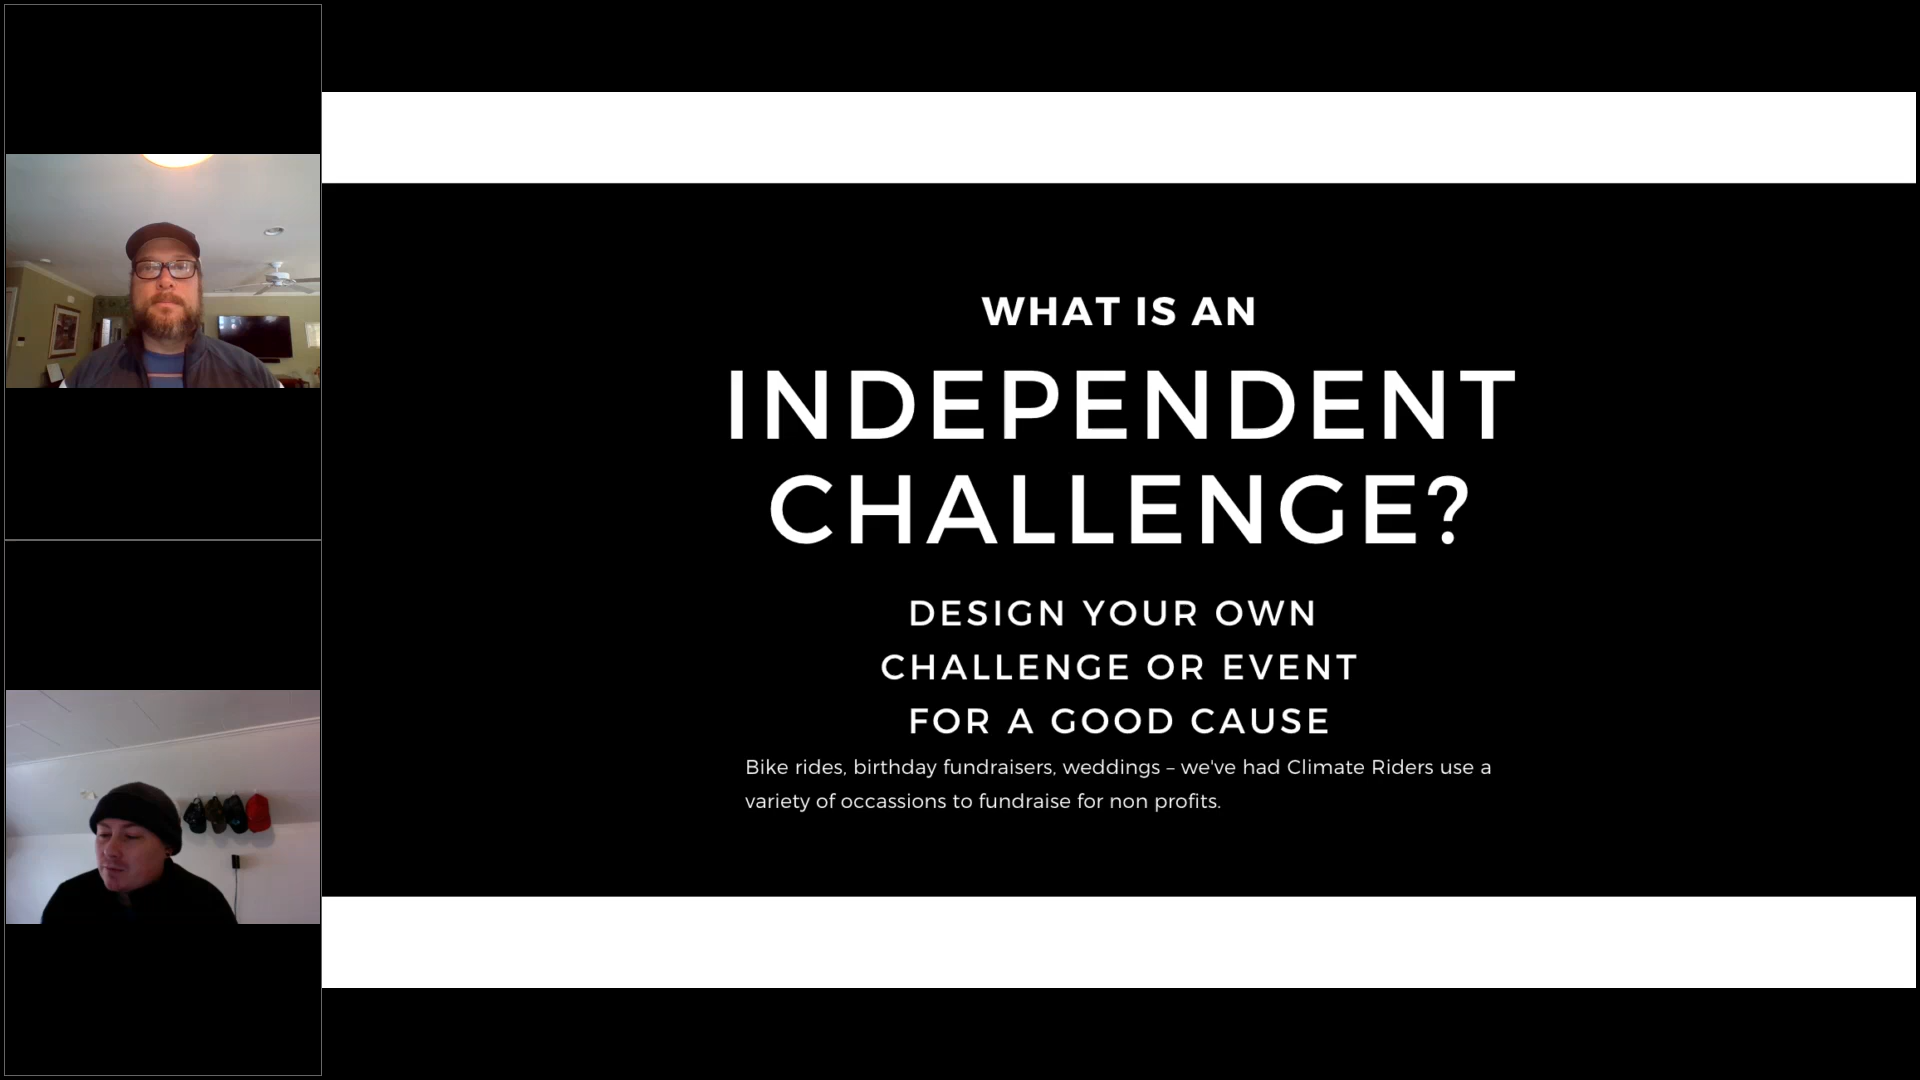 WHAT IS AN
INDEPENDENT
CHALLENGE?
DESIGN YOUR OWN
CHALLENGE OR EVENT
FOR A GOOD CAUSE
Bike rides, birthday fundraisers, weddings – we've had Climate Riders use a
variety of occassions to fundraise for non profits.